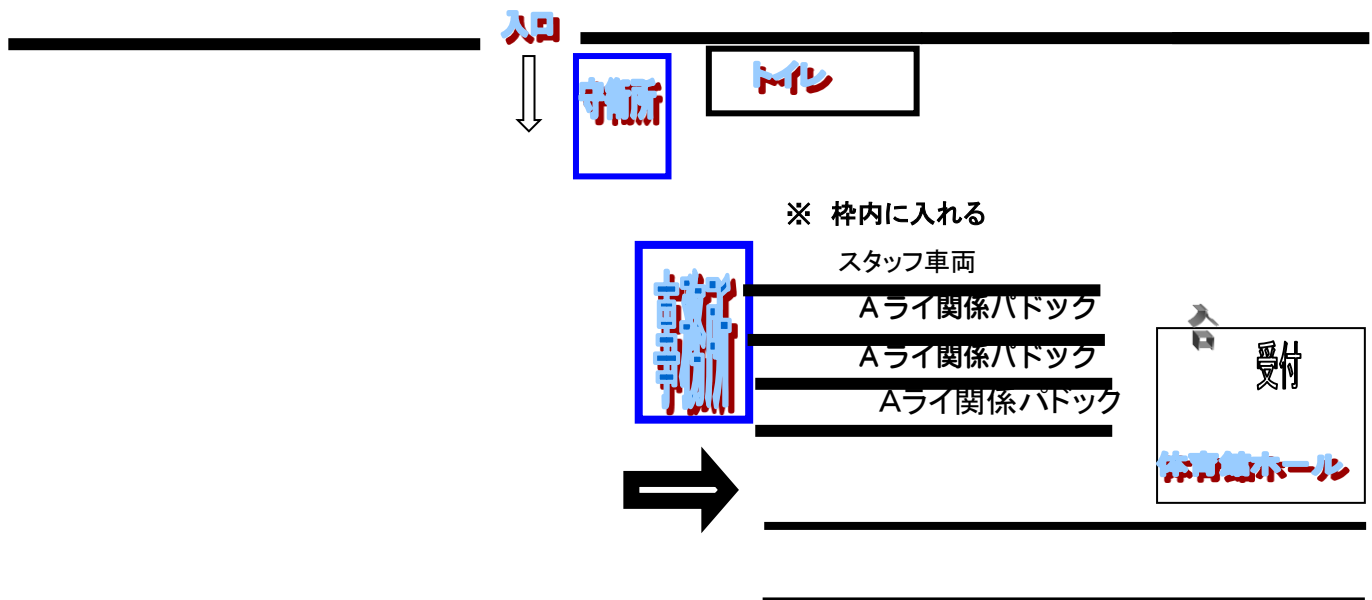 入口
守衛所
トイレ
※ 枠内に入れる
スタッフ車両
Aライ関係パドック
Aライ関係パドック
Aライ関係パドック
入口
受付
体育館ホール